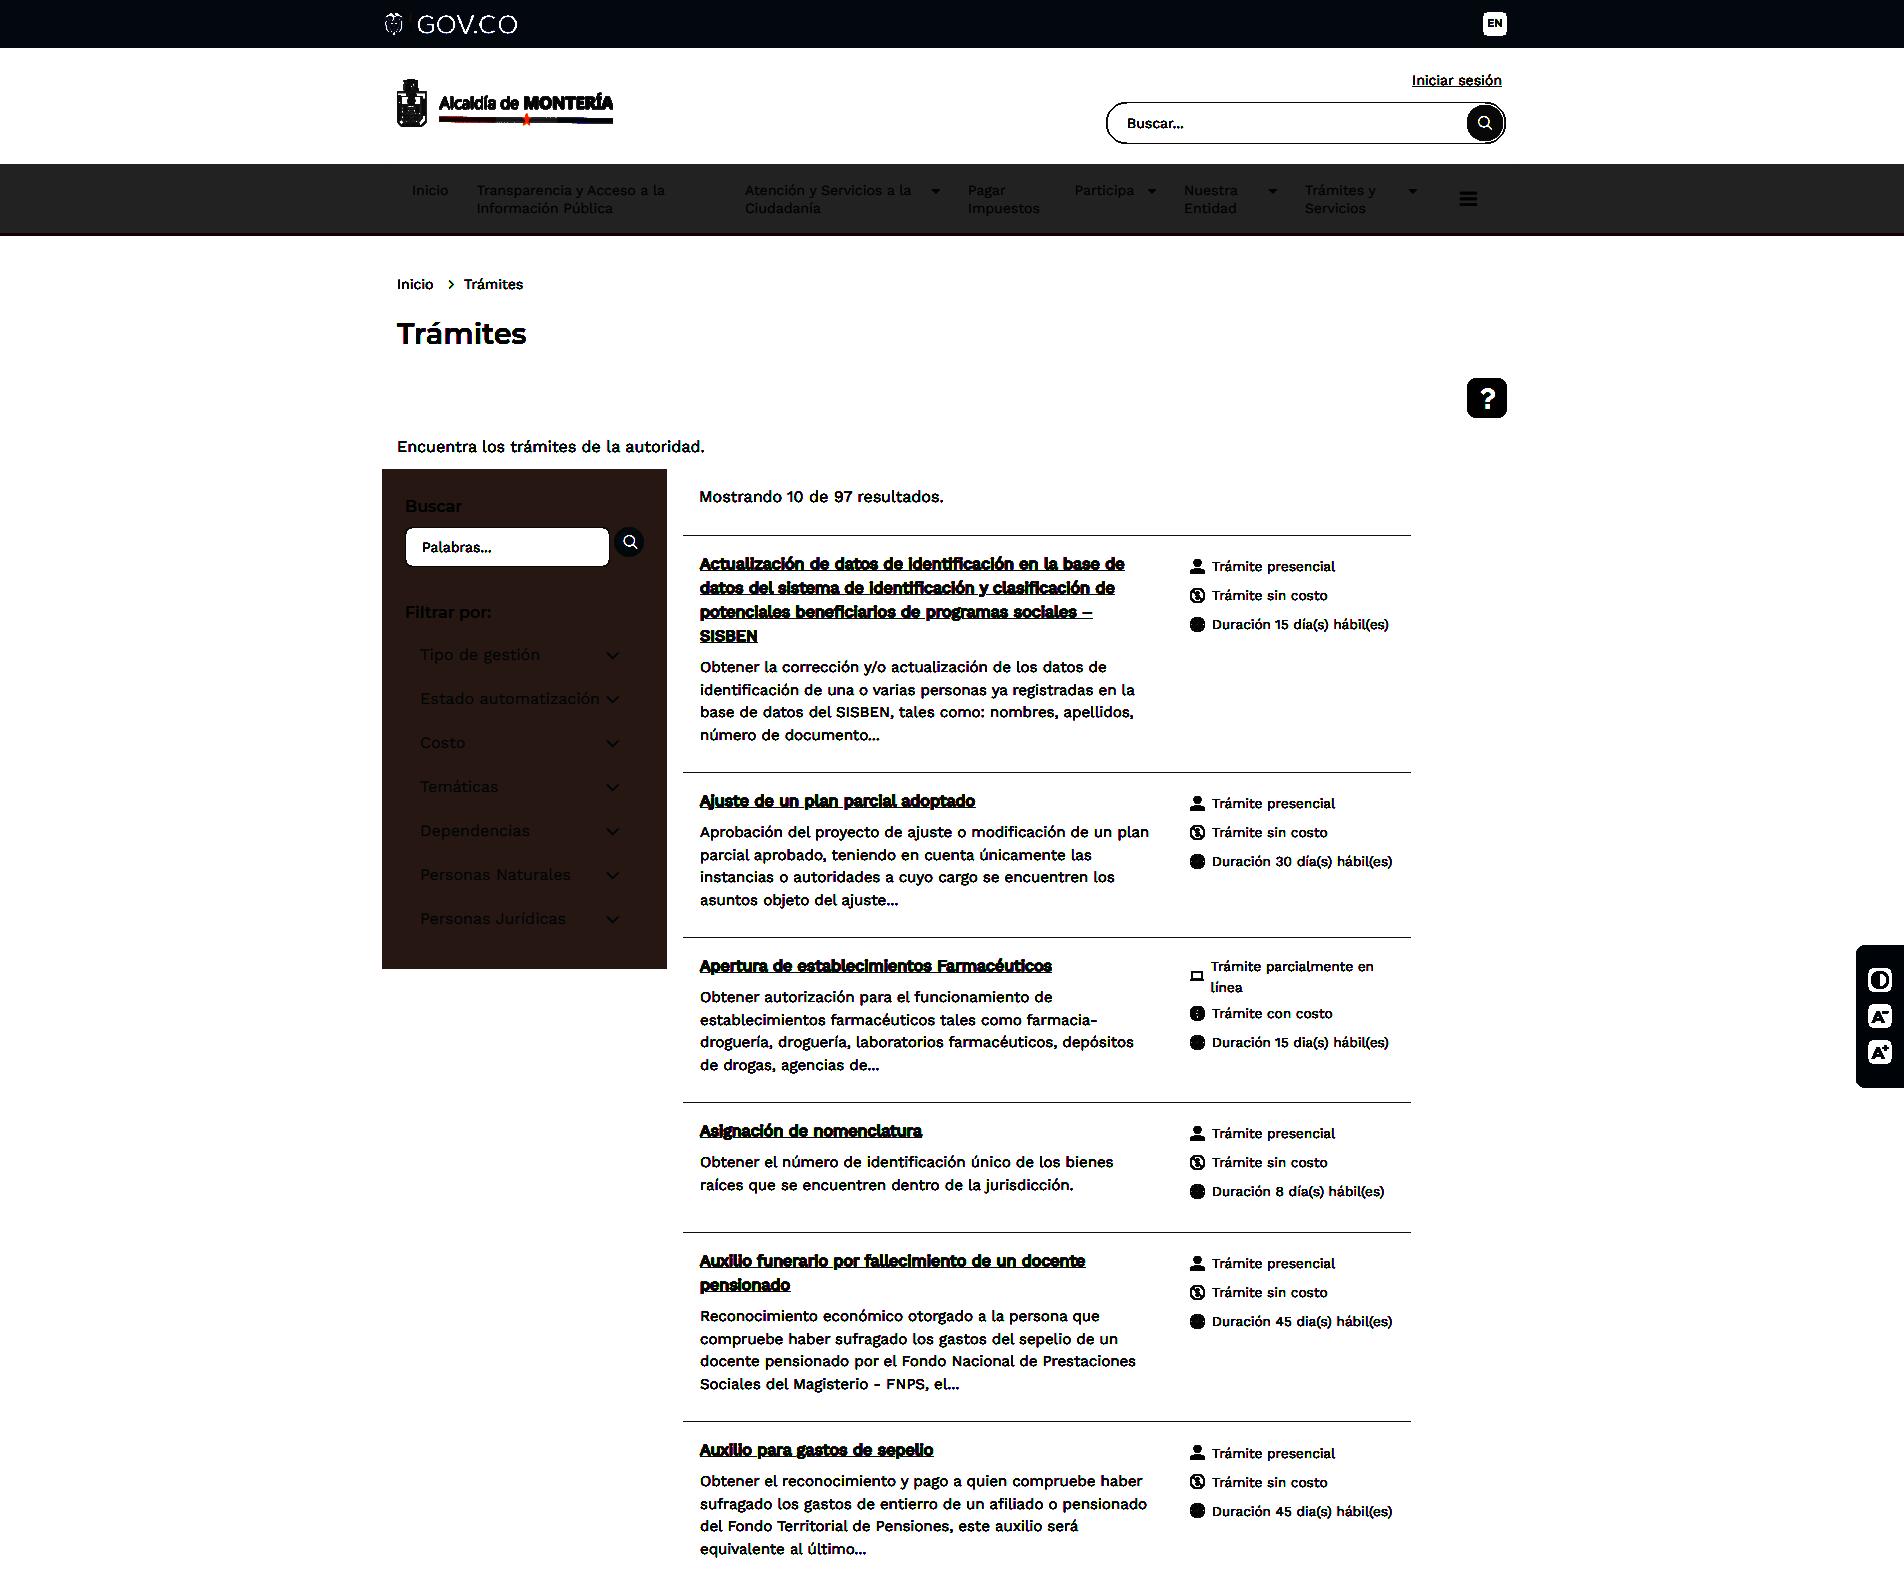 GOV.CO
EN
Iniciar sesión
Alcaldía de MONTERÍA
Buscar...
Inicio
Transparencia y Acceso a la
Información Pública
Atención y Servicios a la
Ciudadanía
Pagar
Impuestos
Participa
Nuestra
Entidad
Trámites y
Servicios
Inicio > Trámites
Trámites
?
Encuentra los trámites de la autoridad.
Buscar
Palabras...
Filtrar por:
Tipo de gestión
Estado automatización
Costo
Temáticas
Dependencias
Personas Naturales
Personas Jurídicas
Mostrando 10 de 97 resultados.
Actualización de datos de identificación en la base de
datos del sistema de identificación y clasificación de
potenciales beneficiarios de programas sociales –
SISBEN
Obtener la corrección y/o actualización de los datos de
identificación de una o varias personas ya registradas en la
base de datos del SISBEN, tales como: nombres, apellidos,
número de documento...
Trámite presencial
Trámite sin costo
Duración 15 día(s) hábil(es)
Ajuste de un plan parcial adoptado
Aprobación del proyecto de ajuste o modificación de un plan
parcial aprobado, teniendo en cuenta únicamente las
instancias o autoridades a cuyo cargo se encuentren los
asuntos objeto del ajuste...
Trámite presencial
Trámite sin costo
Duración 30 día(s) hábil(es)
Apertura de establecimientos Farmacéuticos
Obtener autorización para el funcionamiento de
establecimientos farmacéuticos tales como farmacia-
droguería, droguería, laboratorios farmacéuticos, depósitos
de drogas, agencias de...
Trámite parcialmente en
línea
Trámite con costo
Duración 15 dia(s) hábil(es)
Asignación de nomenclatura
Obtener el número de identificación único de los bienes
raíces que se encuentren dentro de la jurisdicción.
Trámite presencial
Trámite sin costo
Duración 8 día(s) hábil(es)
Auxilio funerario por fallecimiento de un docente
pensionado
Reconocimiento económico otorgado a la persona que
compruebe haber sufragado los gastos del sepelio de un
docente pensionado por el Fondo Nacional de Prestaciones
Sociales del Magisterio - FNPS, el...
Trámite presencial
Trámite sin costo
Duración 45 dia(s) hábil(es)
Auxilio para gastos de sepelio
Obtener el reconocimiento y pago a quien compruebe haber
sufragado los gastos de entierro de un afiliado o pensionado
del Fondo Territorial de Pensiones, este auxilio será
equivalente al último...
Trámite presencial
Trámite sin costo
Duración 45 dia(s) hábil(es)
A-
A+